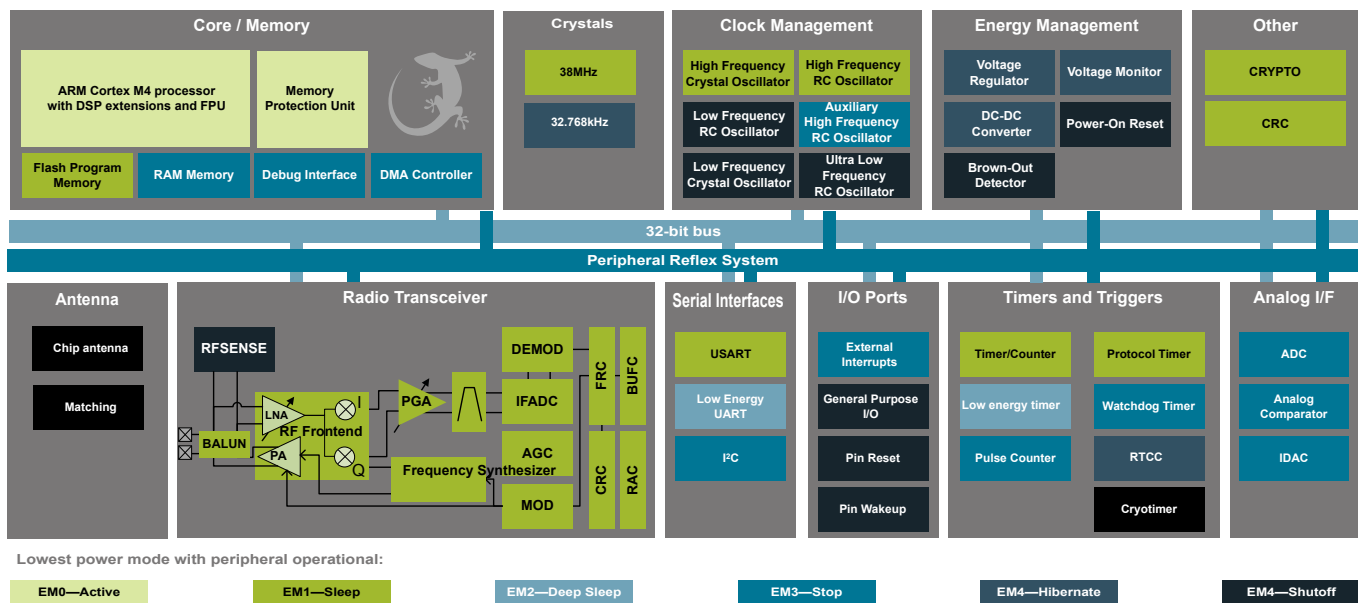 Core / Memory
ARM Cortex M4 processor
with DSP extensions and FPU
Memory
Protection Unit
Flash Program
Memory
RAM Memory
Debug Interface
DMA Controller
Crystals
38MHz
32.768kHz
Clock Management
High Frequency
Crystal Oscillator
High Frequency
RC Oscillator
Low Frequency
RC Oscillator
Auxiliary
High Frequency
RC Oscillator
Low Frequency
Crystal Oscillator
Ultra Low
Frequency
RC Oscillator
Energy Management
Voltage
Regulator
Voltage Monitor
DC-DC
Converter
Power-On Reset
Brown-Out
Detector
Other
CRYPTO
CRC
32-bit bus
Peripheral Reflex System
Antenna
Chip antenna
Matching
Radio Transceiver
RFSENSE
BALUN
LNA
RF Frontend
I
PA
Q
PGA
DEMOD
IFADC
AGC
Frequency Synthesizer
MOD
FRC
BUFC
CRC
RAC
Serial Interfaces
USART
Low Energy
UART
I²C
I/O Ports
External
Interrupts
General Purpose
I/O
Pin Reset
Pin Wakeup
Timers and Triggers
Timer/Counter
Protocol Timer
Low energy timer
Watchdog Timer
Pulse Counter
RTCC
Cryotimer
Analog I/F
ADC
Analog
Comparator
IDAC
Lowest power mode with peripheral operational:
EM0—Active
EM1—Sleep
EM2—Deep Sleep
EM3—Stop
EM4—Hibernate
EM4—Shutoff